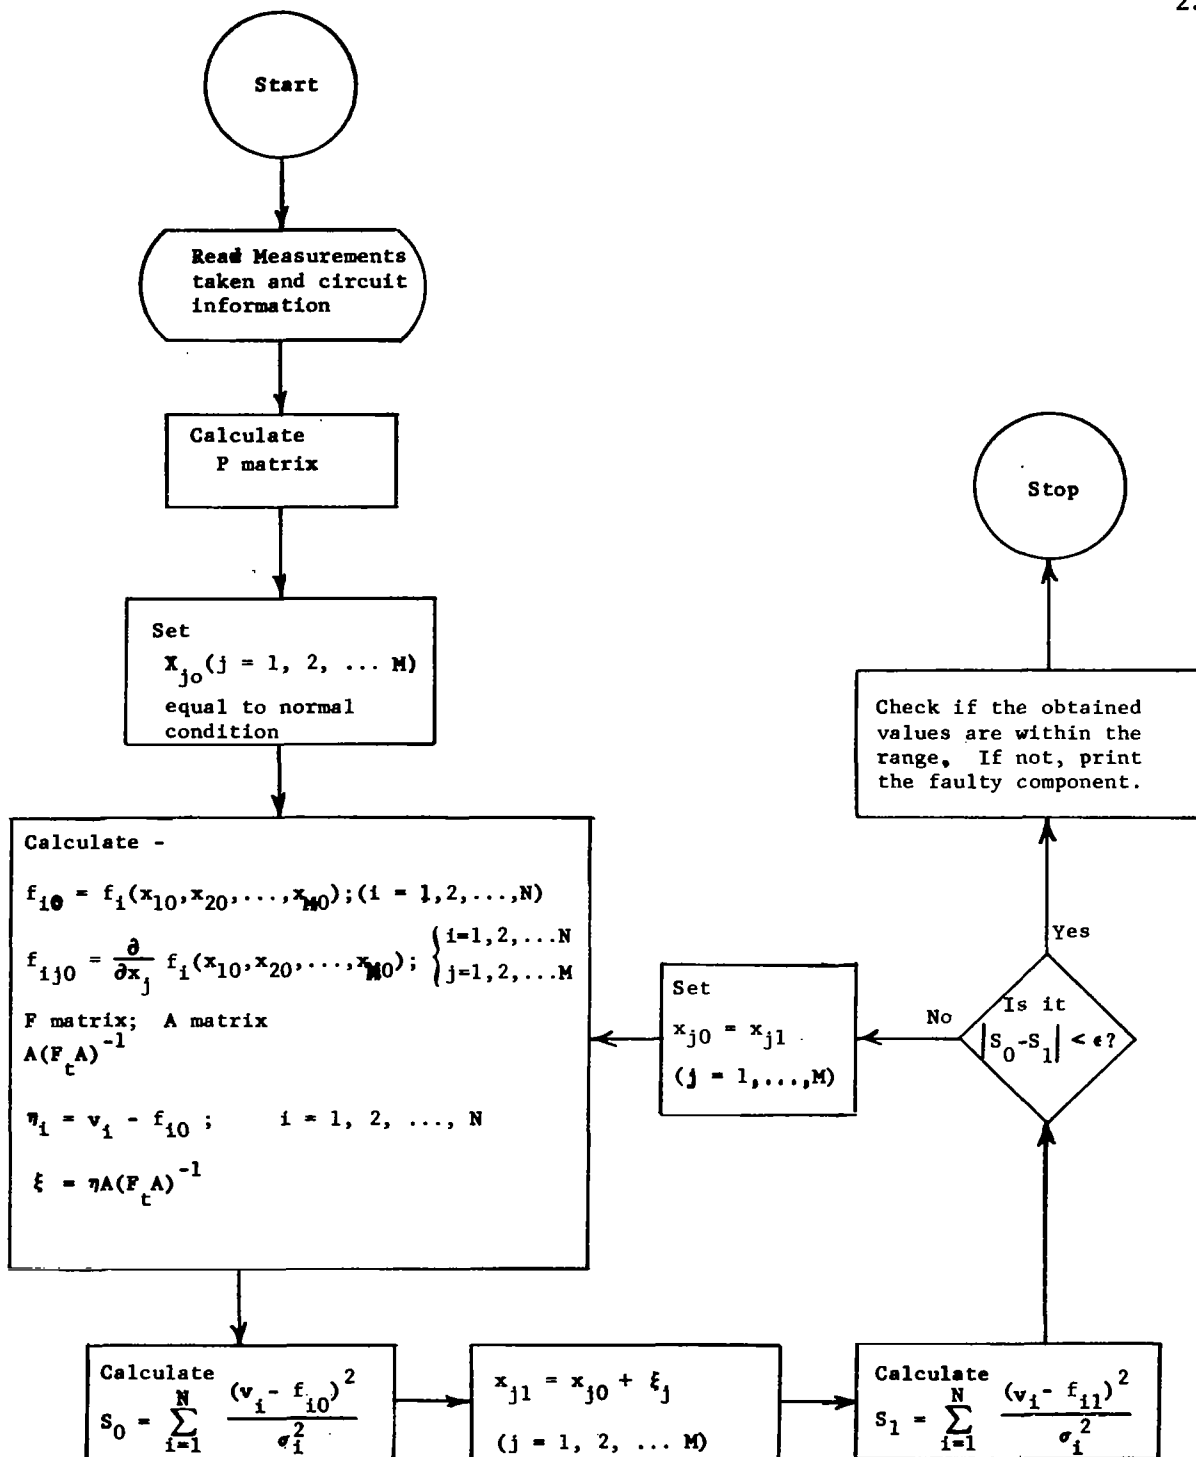 2.
Start
Read Measurements
taken and circuit
information
Calculate
P matrix
Set
X_jo (j = 1, 2, ... M)
equal to normal
condition
Calculate -
f_i0 = f_i(x_10, x_20, ..., x_M0); (i = 1,2,...,N)
f_ij0 = ∂/∂x_j f_i(x_10, x_20, ..., x_M0); { i=1,2,...N
j=1,2,...M
F matrix; A matrix
A(F_t A)^-1
η_i = v_i - f_i0 ; i = 1, 2, ..., N
ξ = ηA(F_t A)^-1
Calculate
S_0 = Σ_{i=1}^{N} (v_i - f_i0)^2 / σ_i^2
x_j1 = x_j0 + ξ_j
(j = 1, 2, ... M)
Calculate
S_1 = Σ_{i=1}^{N} (v_i - f_i1)^2 / σ_i^2
Is it
|S_0 - S_1| < ε?
No
Set
x_j0 = x_j1
(j = 1,...,M)
Yes
Check if the obtained
values are within the
range. If not, print
the faulty component.
Stop